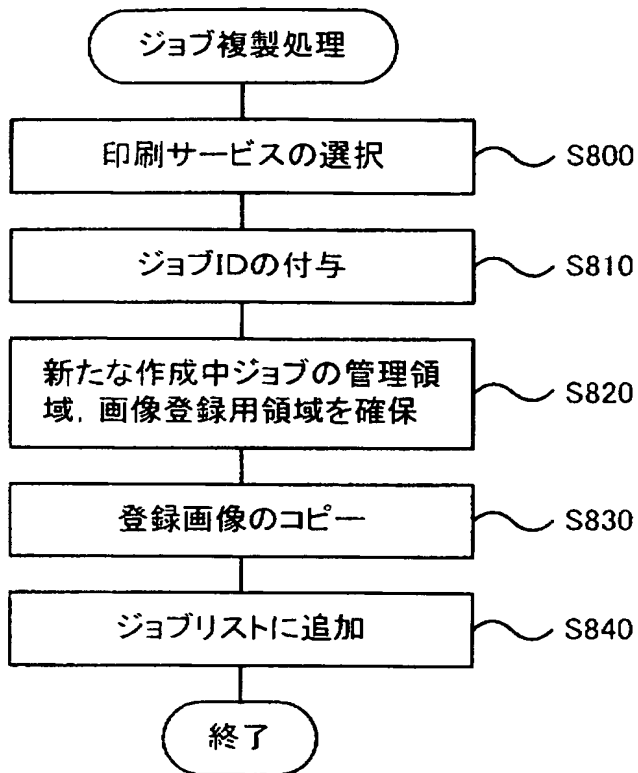 ジョブ複製処理
印刷サービスの選択
S800
ジョブIDの付与
S810
新たな作成中ジョブの管理領
域，画像登録用領域を確保
S820
登録画像のコピー
S830
ジョブリストに追加
S840
終了